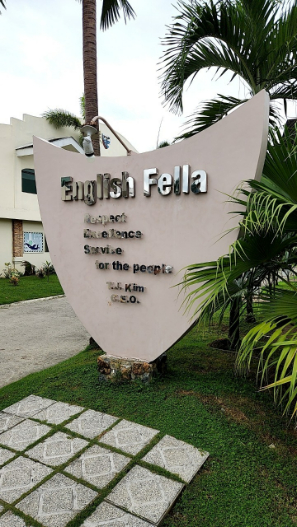 English Fella
Respect
Excellence
Service
for the people
Kim